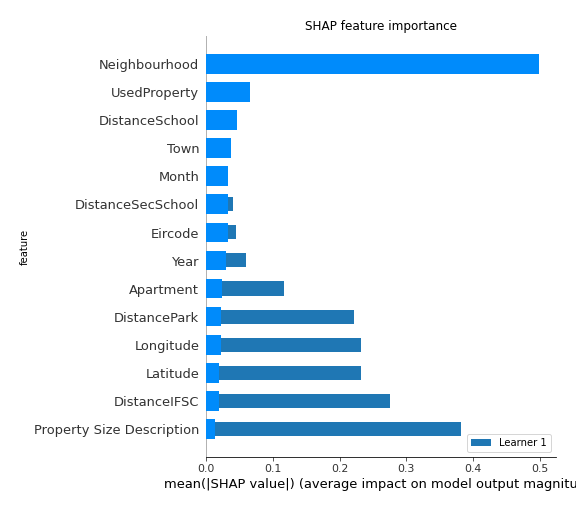 SHAP feature importance
feature
Neighbourhood
UsedProperty
DistanceSchool
Town
Month
DistanceSecSchool
Eircode
Year
Apartment
DistancePark
Longitude
Latitude
DistanceIFSC
Property Size Description
Learner 1
0.0 0.1 0.2 0.3 0.4 0.5
mean(|SHAP value|) (average impact on model output magnitu